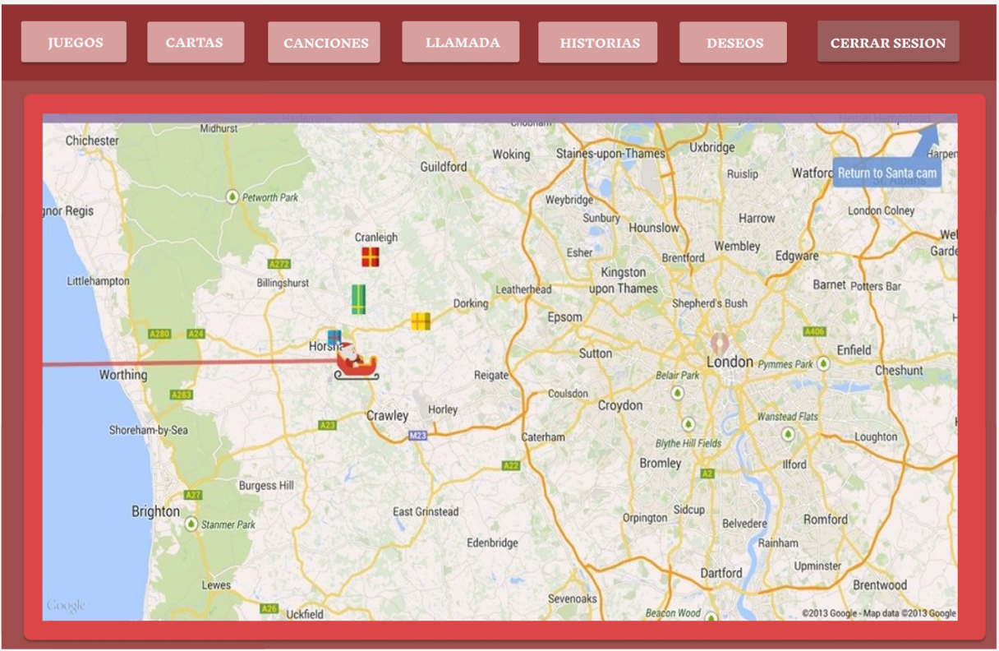 JUEGOS
CARTAS
CANCIONES
LLAMADA
HISTORIAS
DESEOS
CERRAR SESION
Midhurst
Chichester
Woking
Staines-upon-Thames
Uxbridge
Guildford
Ruislip
Watford
Return to Santa cam
Petworth Park
Weybridge
gnor Regis
Sunbury
Hounslow
Harrow
London Colney
Cranleigh
Wembley
Esher
Brentford
Edgware
Garde
A272
Kingston
upon Thames
Littlehampton
Billingshurst
Leatherhead
Barnet
Potters Bar
Dorking
Shepherd's Bush
Epsom
A280
A24
A406
Horsha
Sutton
London
Pymmes Park
Enfield
Cheshunt
Worthing
Reigate
Belair Park
A283
Coulsdon
Croydon
Crawley
Horley
Wanstead Flats
Shoreham-by-Sea
A23
M23
Caterham
Blythe Hill Fields
Loughton
A22
Bromley
A2
Ilford
Burgess Hill
A27
Brighton
Stanmer Park
East Grinstead
Orpington
Sidcup
Belvedere
Romford
Edenbridge
Rainham
Upminster
Dartford
Lewes
Brentwood
Sevenoaks
Google
A26
Uckfield
Beacon Wood
©2013 Google - Map data ©2013 Google